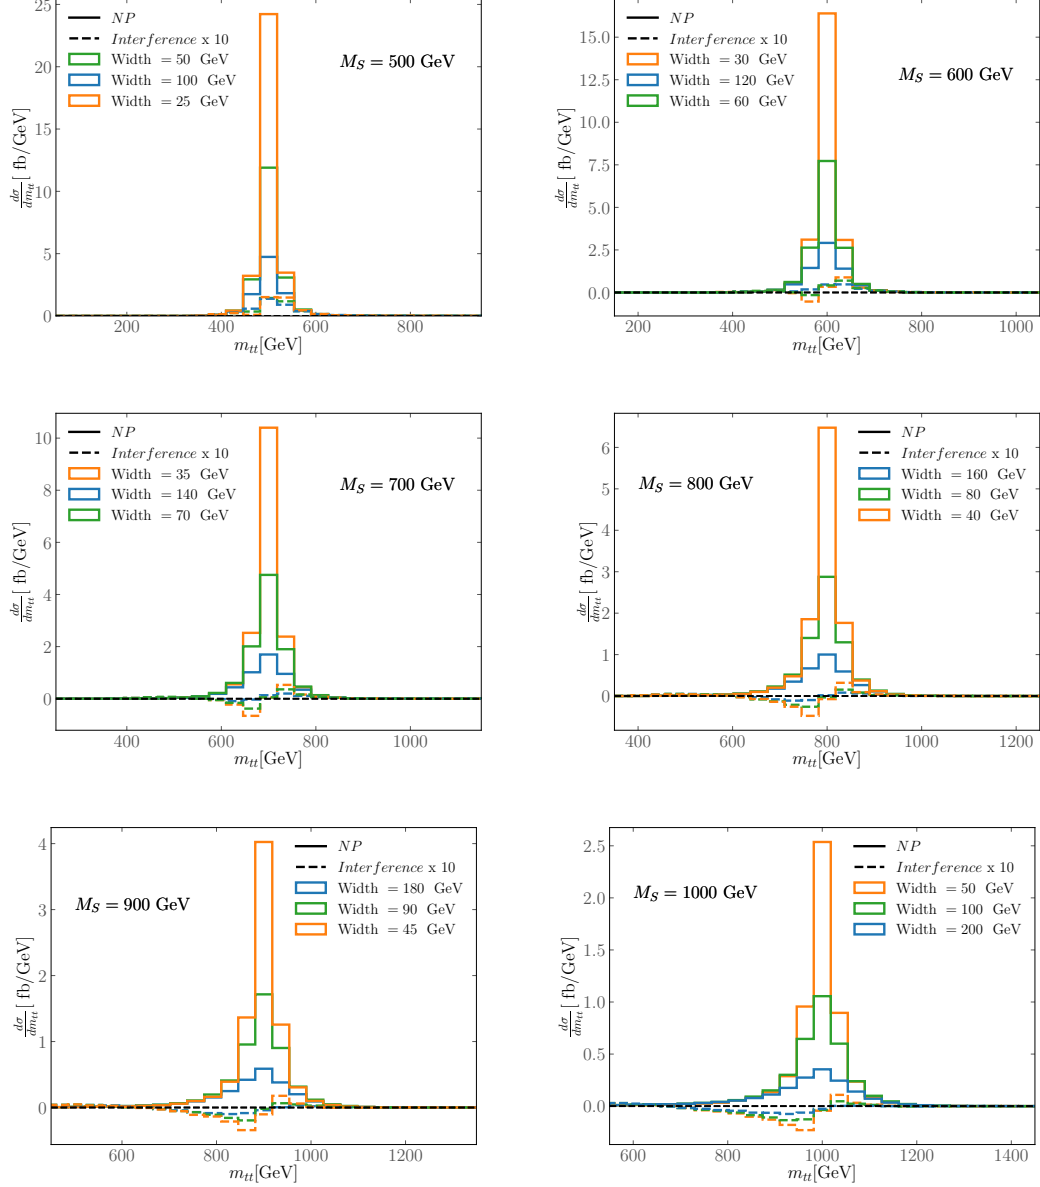 25
20
15
10
5
0
NP
Interference x 10
Width = 50 GeV
Width = 100 GeV
Width = 25 GeV
M_S = 500 GeV
dσ/dm_tt [ fb/GeV]
200 400 600 800
m_tt[GeV]
15.0
12.5
10.0
7.5
5.0
2.5
0.0
NP
Interference x 10
Width = 30 GeV
Width = 120 GeV
Width = 60 GeV
M_S = 600 GeV
dσ/dm_tt [ fb/GeV]
200 400 600 800 1000
m_tt[GeV]
10
8
6
4
2
0
NP
Interference x 10
Width = 35 GeV
Width = 140 GeV
Width = 70 GeV
M_S = 700 GeV
dσ/dm_tt [ fb/GeV]
400 600 800 1000
m_tt[GeV]
6
5
4
3
2
1
0
NP
Interference x 10
Width = 160 GeV
Width = 80 GeV
Width = 40 GeV
M_S = 800 GeV
dσ/dm_tt [ fb/GeV]
400 600 800 1000 1200
m_tt[GeV]
4
3
2
1
0
NP
Interference x 10
Width = 180 GeV
Width = 90 GeV
Width = 45 GeV
M_S = 900 GeV
dσ/dm_tt [ fb/GeV]
600 800 1000 1200
m_tt[GeV]
2.5
2.0
1.5
1.0
0.5
0.0
NP
Interference x 10
Width = 50 GeV
Width = 100 GeV
Width = 200 GeV
M_S = 1000 GeV
dσ/dm_tt [ fb/GeV]
600 800 1000 1200 1400
m_tt[GeV]